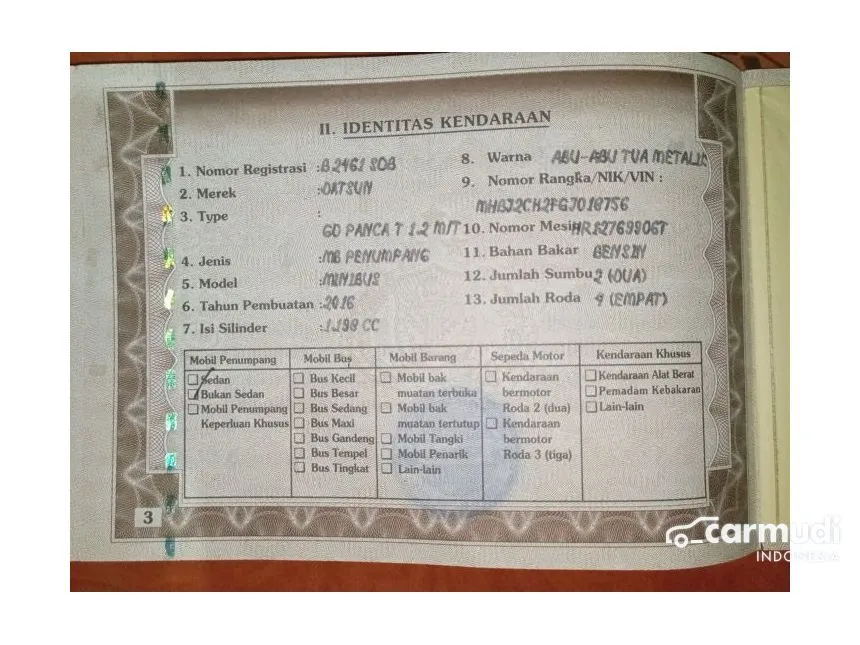 II. IDENTITAS KENDARAAN
1. Nomor Registrasi : B 2461 SOB
2. Merek : DATSUN
3. Type :
GO PANCA T 1.2 M/T
4. Jenis : MB PENUMPANG
5. Model : MINIBUS
6. Tahun Pembuatan : 2016
7. Isi Silinder : 1.198 CC
8. Warna ABU-ABU TUA METALIK
9. Nomor Rangka/NIK/VIN :
10. Nomor Mesin
11. Bahan Bakar BENSIN
12. Jumlah Sumbu 2 (DUA)
13. Jumlah Roda 4 (EMPAT)
Mobil Penumpang
Sedan
Bukan Sedan
Mobil Penumpang
Keperluan Khusus
Mobil Bus
Bus Kecil
Bus Besar
Bus Sedang
Bus Maxi
Bus Gandeng
Bus Tempel
Bus Tingkat
Mobil Barang
Mobil bak
muatan terbuka
Mobil bak
muatan tertutup
Mobil Tangki
Mobil Penarik
Lain-lain
Sepeda Motor
Kendaraan
bermotor
Roda 2 (dua)
Kendaraan
bermotor
Roda 3 (tiga)
Kendaraan Khusus
Kendaraan Alat Berat
Pemadam Kebakaran
Lain-lain
3
carmudi
INDONESIA